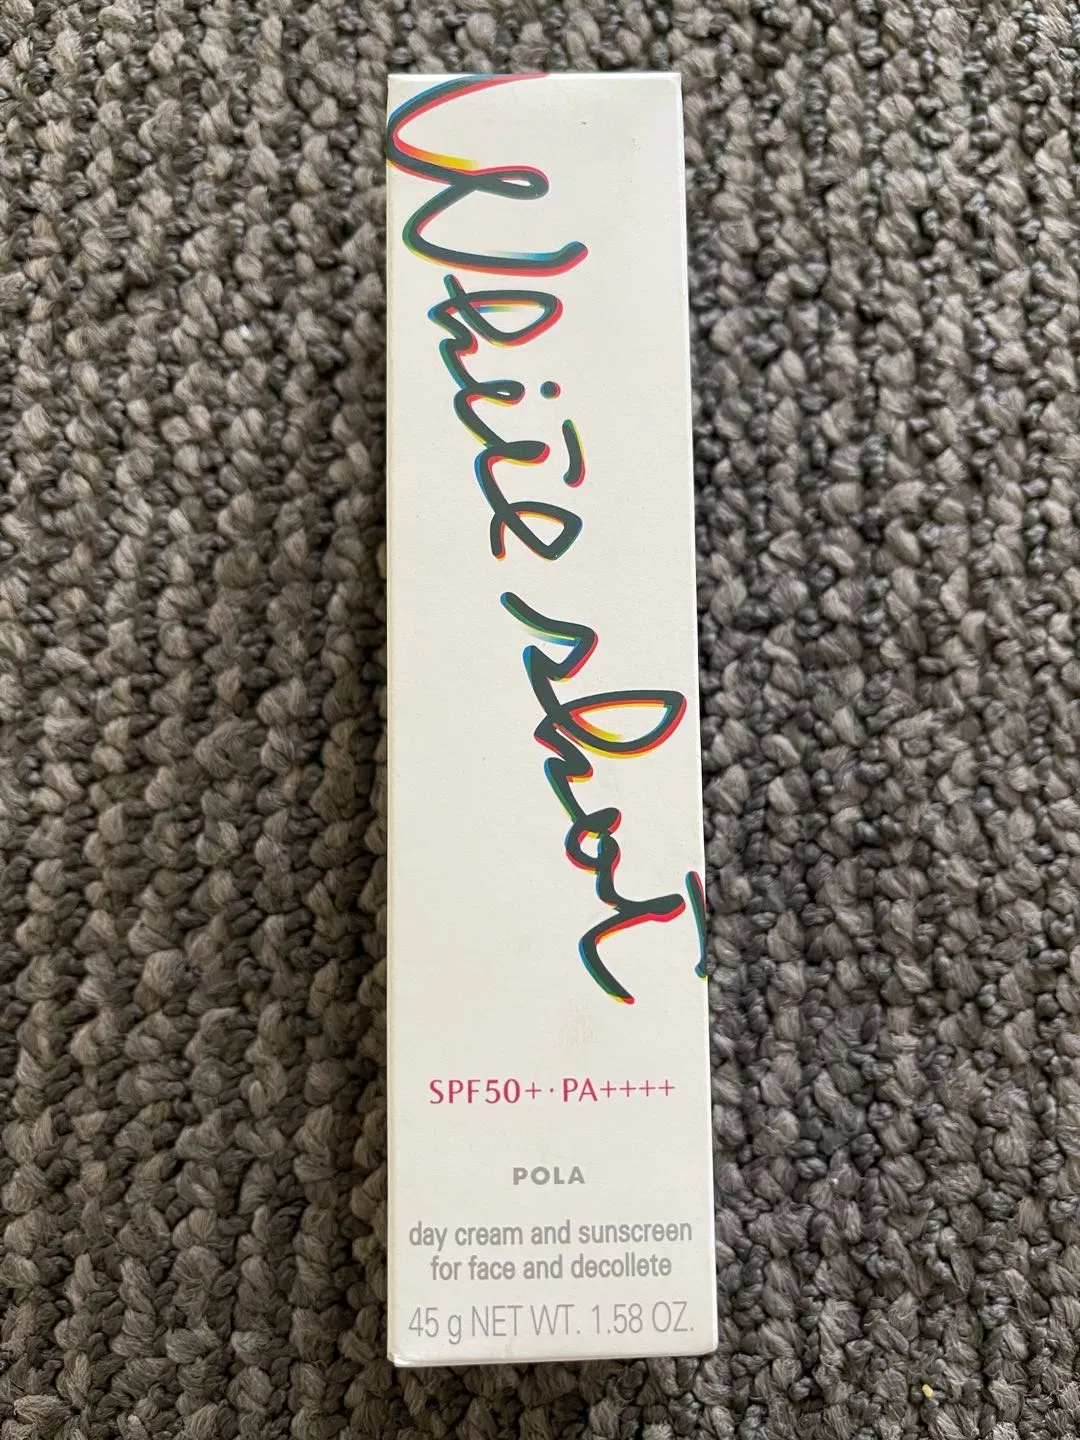 White shot
SPF50+·PA++++
POLA
day cream and sunscreen
for face and decollete
45 g NET WT. 1.58 OZ.